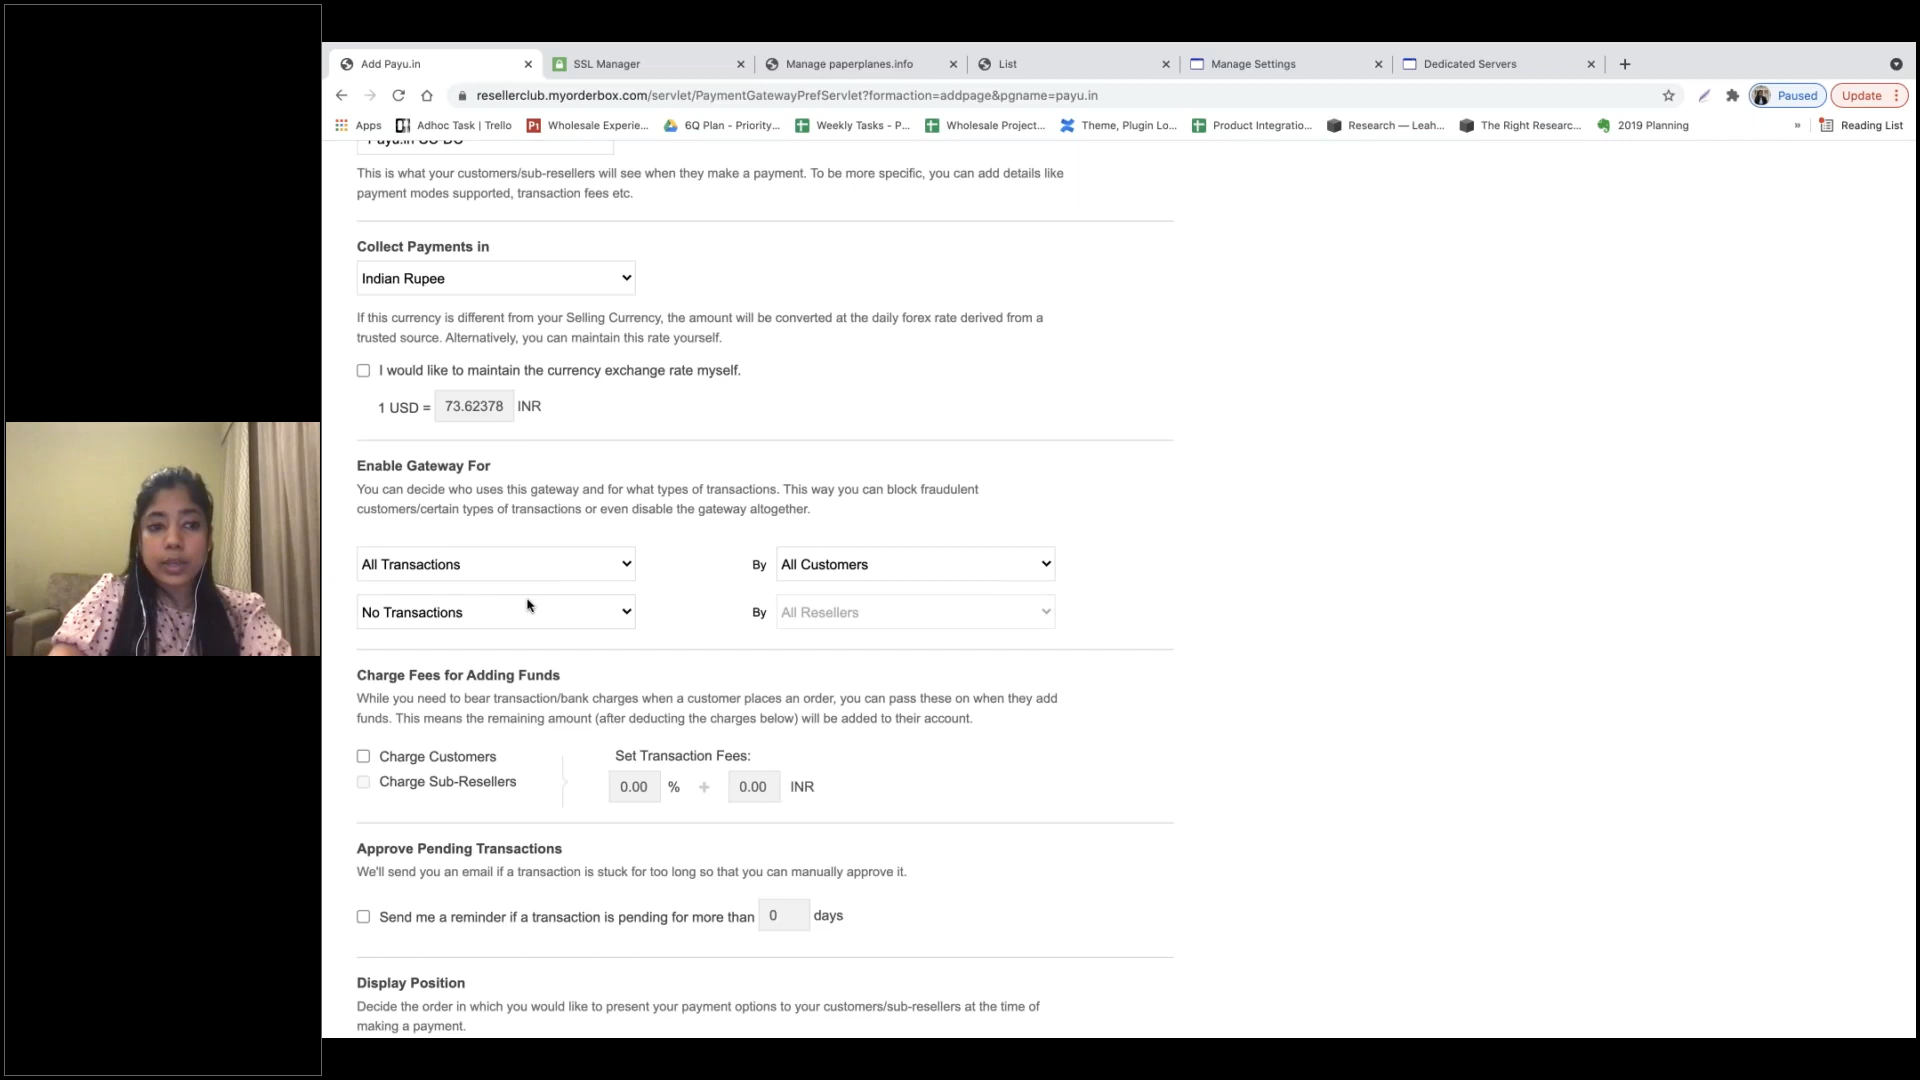 Add Payu.in
SSL Manager
Manage paperplanes.info
List
Manage Settings
Dedicated Servers
resellerclub.myorderbox.com/servlet/PaymentGatewayPrefServlet?formaction=addpage&pgname=payu.in
Paused
Update
Apps
Adhoc Task | Trello
Wholesale Experie...
6Q Plan - Priority...
Weekly Tasks - P...
Wholesale Project...
Theme, Plugin Lo...
Product Integratio...
Research — Leah...
The Right Researc...
2019 Planning
»
Reading List
This is what your customers/sub-resellers will see when they make a payment. To be more specific, you can add details like
payment modes supported, transaction fees etc.
Collect Payments in
Indian Rupee
If this currency is different from your Selling Currency, the amount will be converted at the daily forex rate derived from a
trusted source. Alternatively, you can maintain this rate yourself.
I would like to maintain the currency exchange rate myself.
1 USD = 73.62378 INR
Enable Gateway For
You can decide who uses this gateway and for what types of transactions. This way you can block fraudulent
customers/certain types of transactions or even disable the gateway altogether.
All Transactions By All Customers
No Transactions By All Resellers
Charge Fees for Adding Funds
While you need to bear transaction/bank charges when a customer places an order, you can pass these on when they add
funds. This means the remaining amount (after deducting the charges below) will be added to their account.
Charge Customers
Charge Sub-Resellers
Set Transaction Fees:
0.00 % + 0.00 INR
Approve Pending Transactions
We'll send you an email if a transaction is stuck for too long so that you can manually approve it.
Send me a reminder if a transaction is pending for more than 0 days
Display Position
Decide the order in which you would like to present your payment options to your customers/sub-resellers at the time of
making a payment.